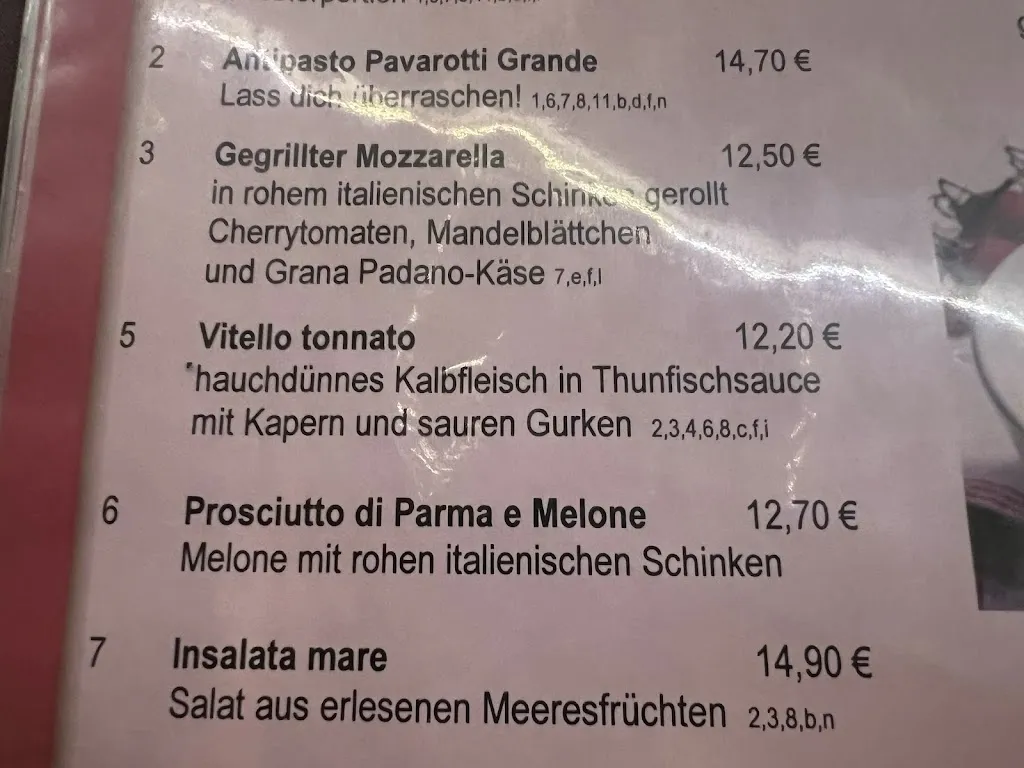 2 Antipasto Pavarotti Grande 14,70 €
Lass dich überraschen! 1,6,7,8,11,b,d,f,n
3 Gegrillter Mozzarella 12,50 €
in rohem italienischen Schinken gerollt
Cherrytomaten, Mandelblättchen
und Grana Padano-Käse 7,e,f,l
5 Vitello tonnato 12,20 €
hauchdünnes Kalbfleisch in Thunfischsauce
mit Kapern und sauren Gurken 2,3,4,6,8,c,f,i
6 Prosciutto di Parma e Melone 12,70 €
Melone mit rohen italienischen Schinken
7 Insalata mare 14,90 €
Salat aus erlesenen Meeresfrüchten 2,3,8,b,n